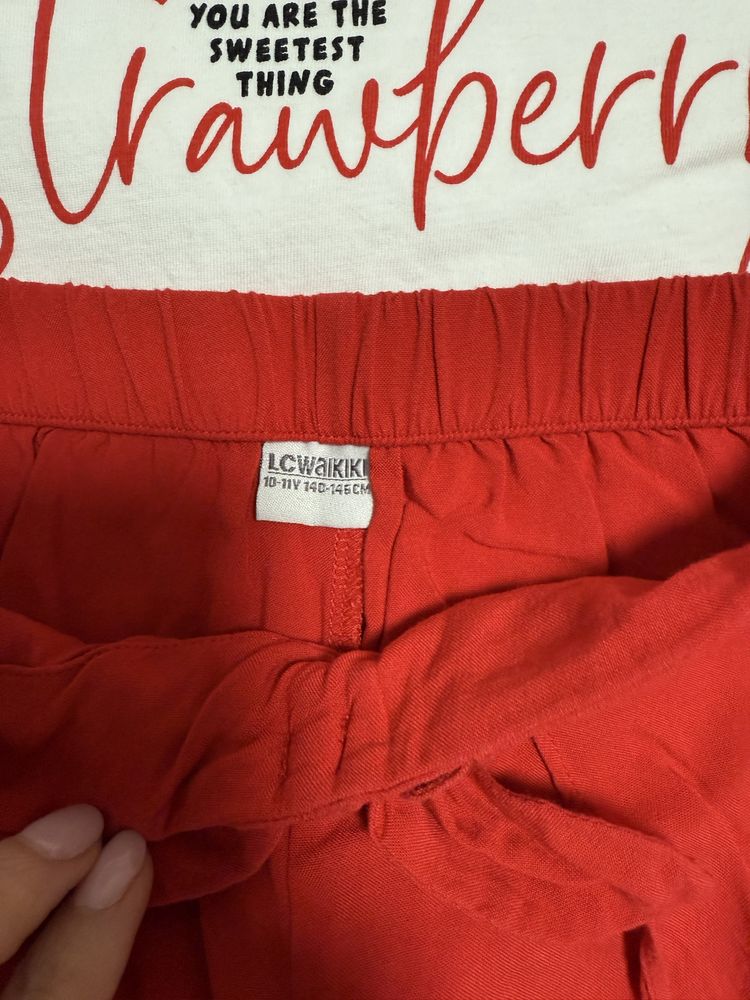 YOU ARE THE
SWEETEST
THING
Strawberr
LCWAIKIKI
10-11Y 140-146CM